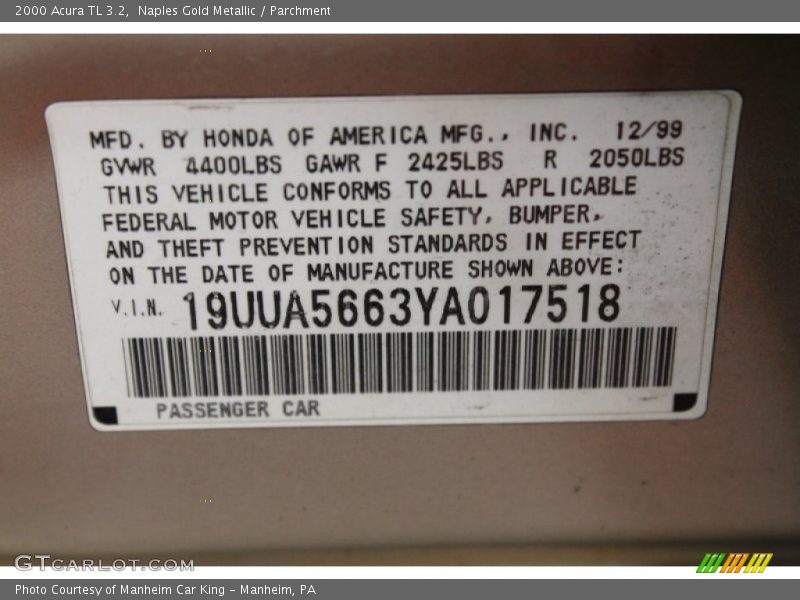 2000 Acura TL 3.2,  Naples Gold Metallic / Parchment
MFD. BY HONDA OF AMERICA MFG., INC. 12/99
GVWR 4400LBS GAWR F 2425LBS R 2050LBS
THIS VEHICLE CONFORMS TO ALL APPLICABLE
FEDERAL MOTOR VEHICLE SAFETY, BUMPER,
AND THEFT PREVENTION STANDARDS IN EFFECT
ON THE DATE OF MANUFACTURE SHOWN ABOVE:
V.I.N. 19UUA5663YA017518
PASSENGER CAR
GTCARLOT.COM
Photo Courtesy of Manheim Car King - Manheim, PA